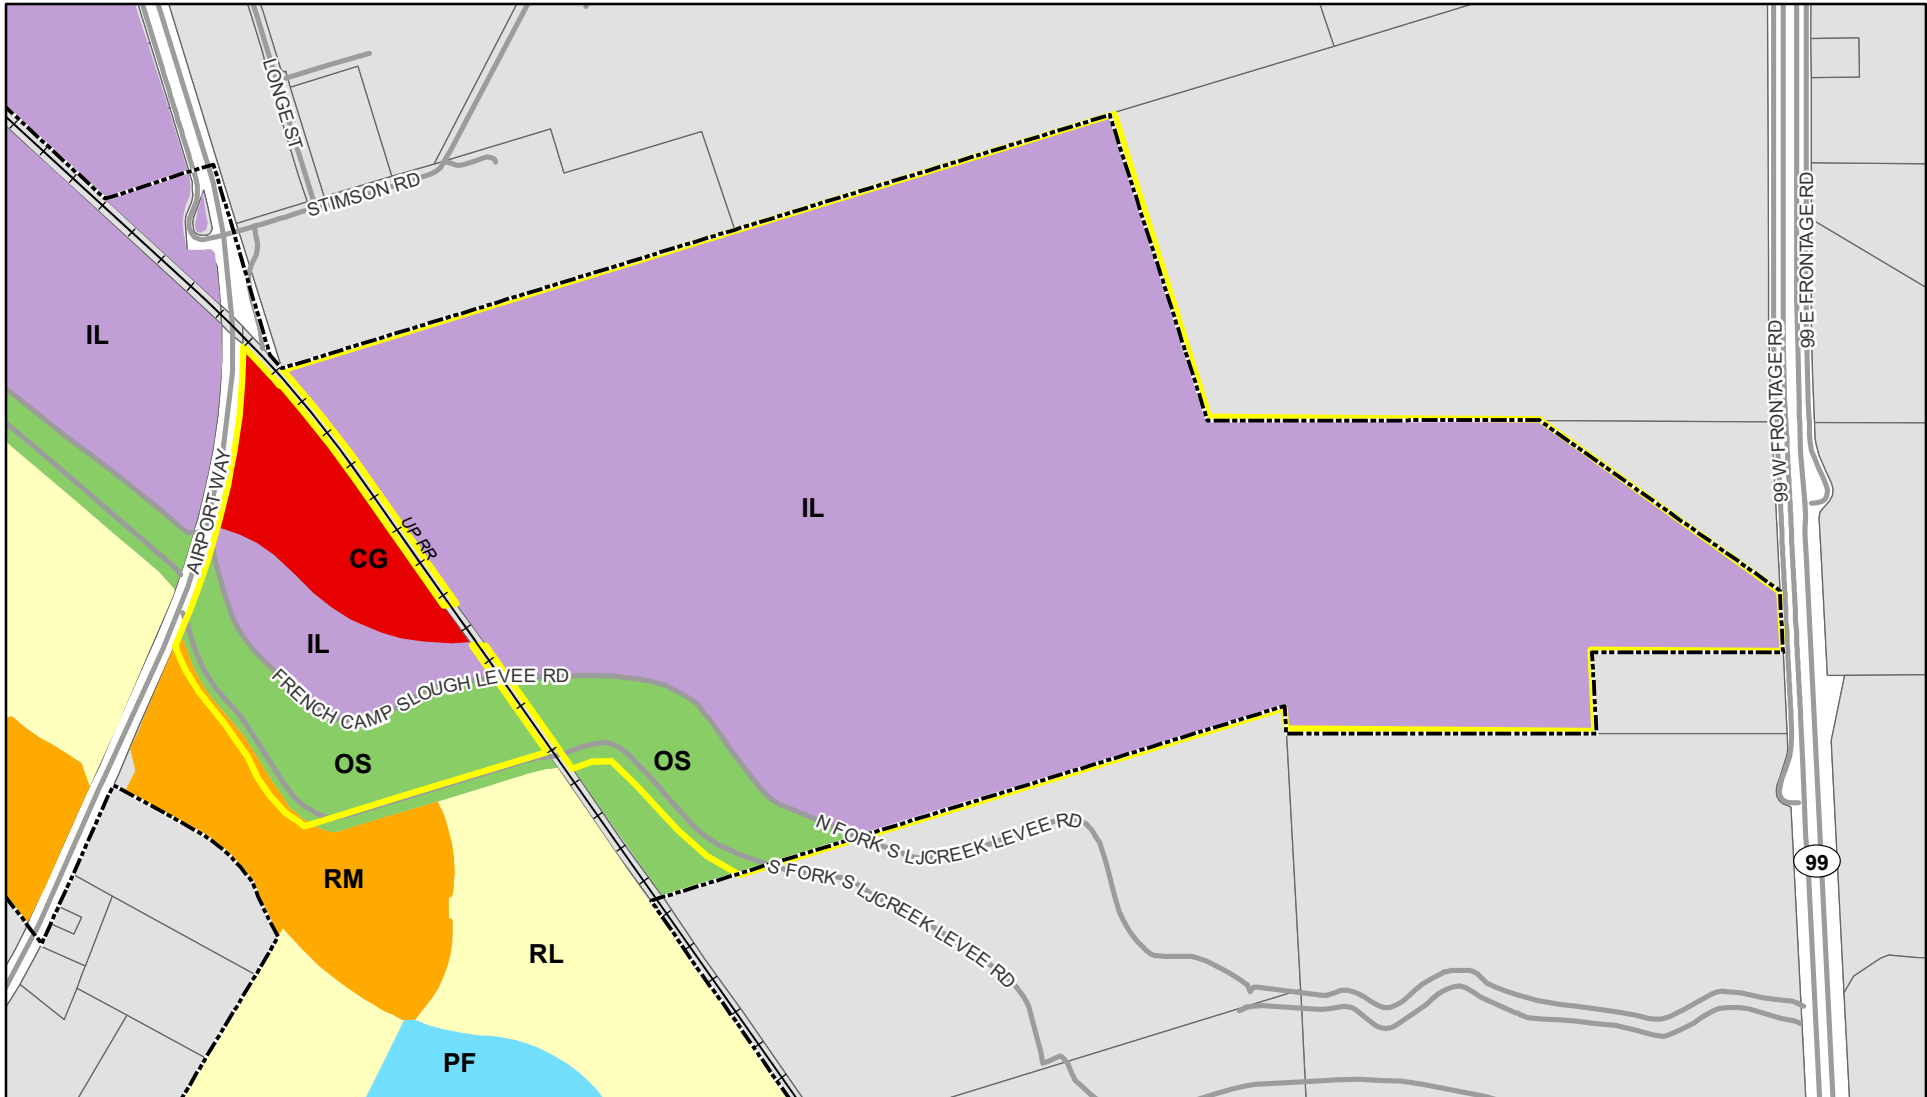 LONGE ST
STIMSON RD
99 E FRONTAGE RD
99 W FRONTAGE RD
IL
IL
AIRPORT WAY
UP RR
CG
IL
FRENCH CAMP SLOUGH LEVEE RD
OS
OS
N FORK S LJCREEK LEVEE RD
S FORK S LJCREEK LEVEE RD
99
RM
RL
PF